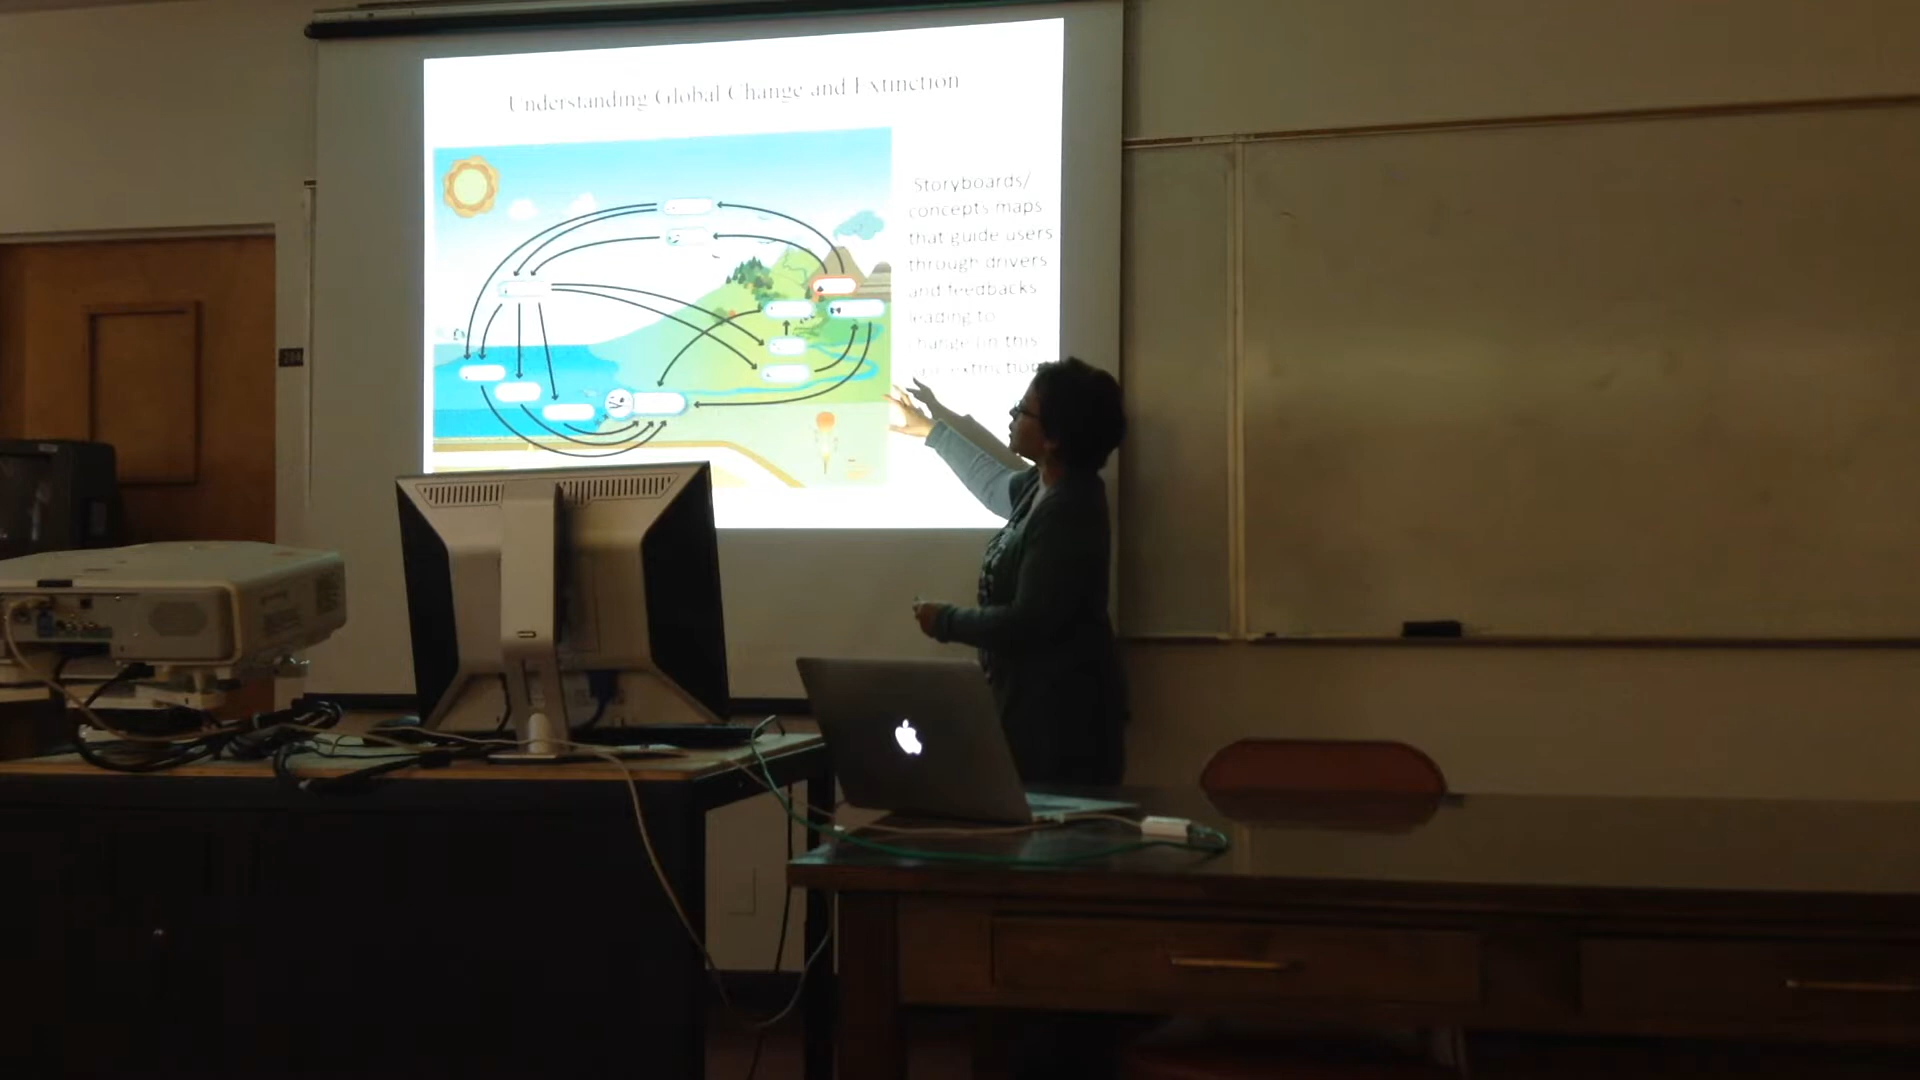 Understanding Global Change and Extinction
Storyboards/
concepts maps
that guide users
through drivers
and feedbacks
leading to
change (in this
extinction